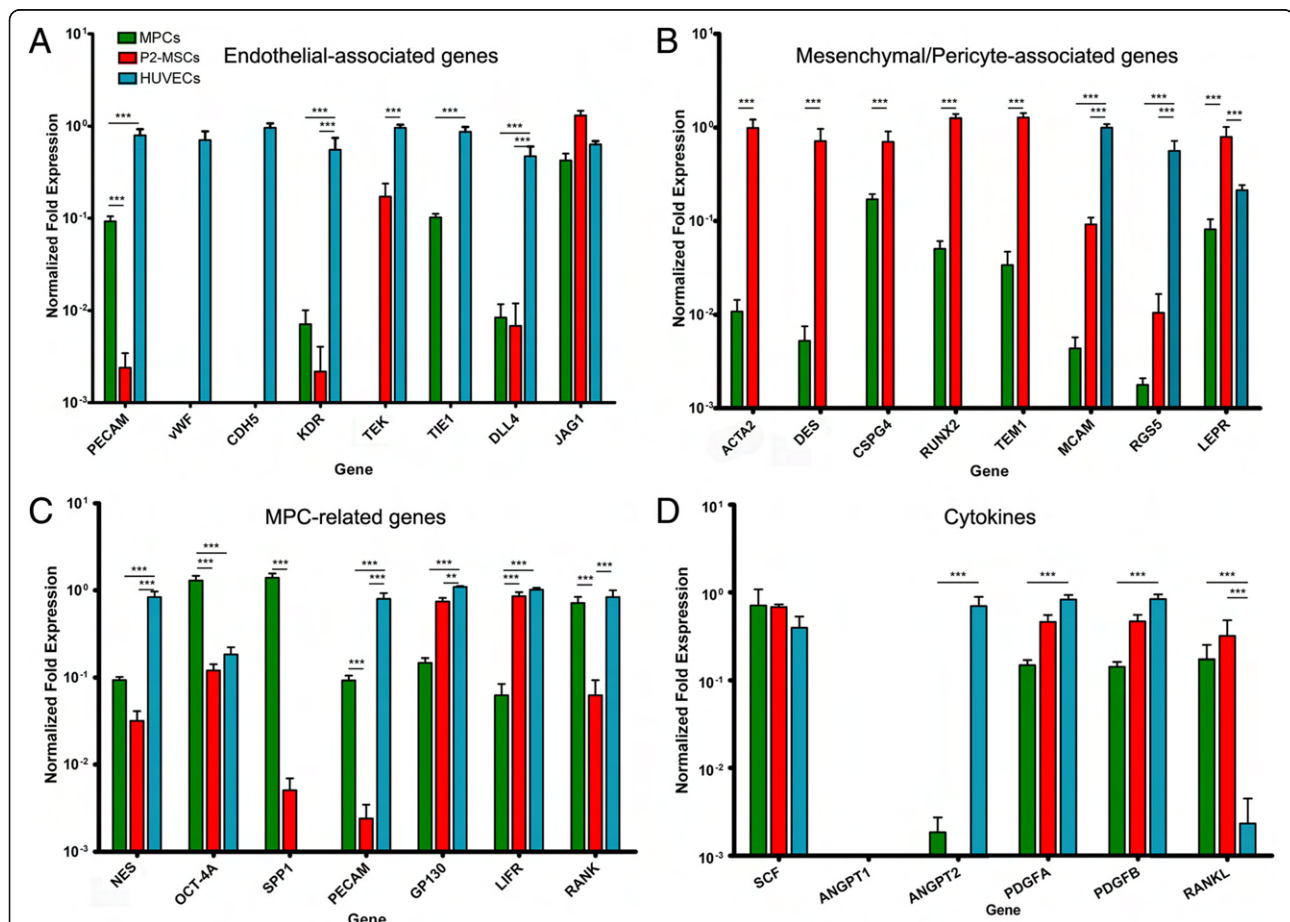 A
MPCs
P2-MSCs
HUVECs
Endothelial-associated genes
Normalized Fold Expression
10¹
10⁰
10⁻¹
10⁻²
10⁻³
*** *** *** *** *** *** *** ***
PECAM vWF CDH5 KDR TEK TIE1 DLL4 JAG1
Gene
B
Mesenchymal/Pericyte-associated genes
Normalized Fold Expression
10¹
10⁰
10⁻¹
10⁻²
10⁻³
*** *** *** *** *** *** *** *** *** *** ***
ACTA2 DES CSPG4 RUNX2 TEM1 MCAM RGS5 LEPR
Gene
C
MPC-related genes
Normalized Fold Expression
10¹
10⁰
10⁻¹
10⁻²
10⁻³
*** *** *** *** *** *** *** *** *** ** *** *** *** ***
NES OCT-4A SPP1 PECAM GP130 LIFR RANK
Gene
D
Cytokines
Normalized Fold Expression
10¹
10⁰
10⁻¹
10⁻²
10⁻³
*** *** *** *** ***
SCF ANGPT1 ANGPT2 PDGFA PDGFB RANKL
Gene